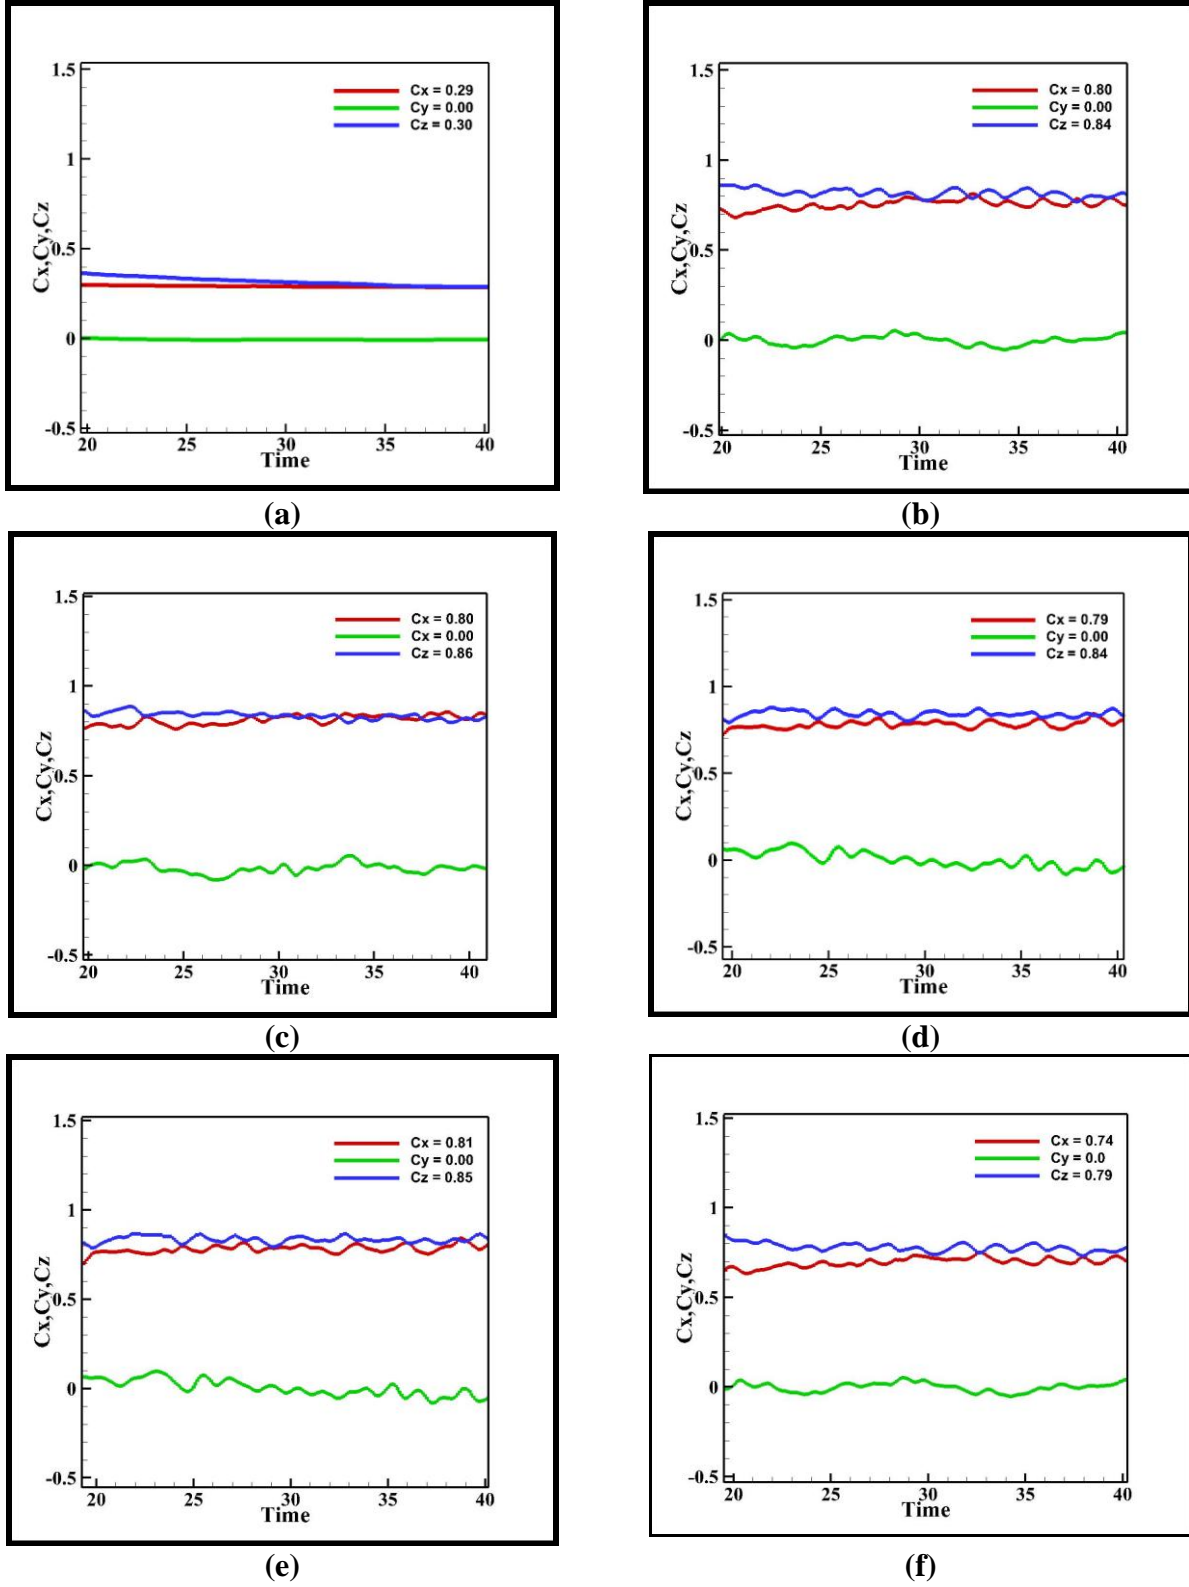 1.5
1
0.5
0
-0.5
Cx,Cy,Cz
Cx = 0.29
Cy = 0.00
Cz = 0.30
20 25 30 35 40
Time
(a)
1.5
1
0.5
0
-0.5
Cx,Cy,Cz
Cx = 0.80
Cy = 0.00
Cz = 0.84
20 25 30 35 40
Time
(b)
1.5
1
0.5
0
-0.5
Cx,Cy,Cz
Cx = 0.80
Cx = 0.00
Cz = 0.86
20 25 30 35 40
Time
(c)
1.5
1
0.5
0
-0.5
Cx,Cy,Cz
Cx = 0.79
Cy = 0.00
Cz = 0.84
20 25 30 35 40
Time
(d)
1.5
1
0.5
0
-0.5
Cx,Cy,Cz
Cx = 0.81
Cy = 0.00
Cz = 0.85
20 25 30 35 40
Time
(e)
1.5
1
0.5
0
-0.5
Cx,Cy,Cz
Cx = 0.74
Cy = 0.0
Cz = 0.79
20 25 30 35 40
Time
(f)